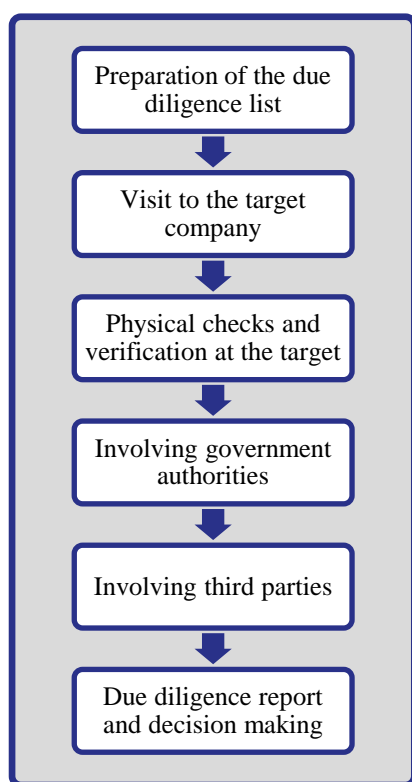 Preparation of the due
diligence list
Visit to the target
company
Physical checks and
verification at the target
Involving government
authorities
Involving third parties
Due diligence report
and decision making